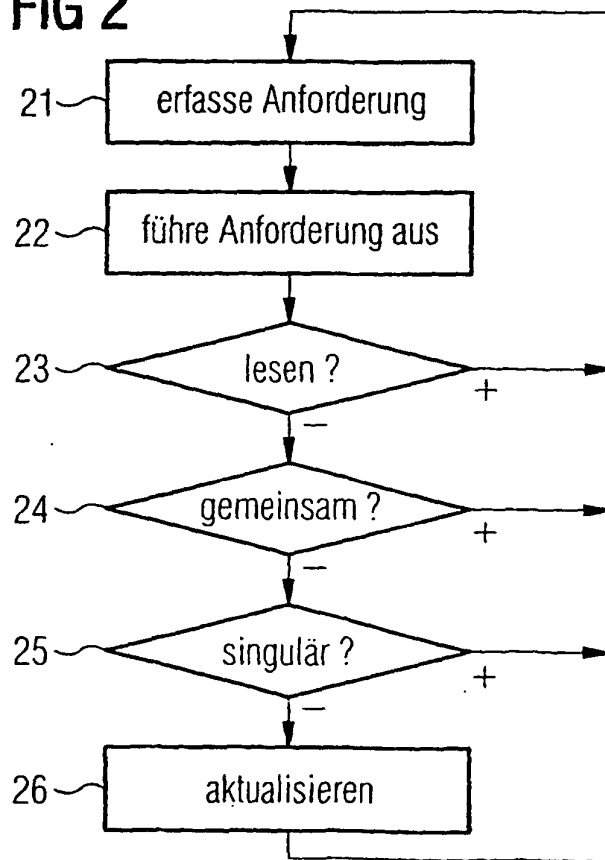 FIG 2
21
erfasse Anforderung
22
führe Anforderung aus
23
lesen ?
+
–
24
gemeinsam ?
+
–
25
singulär ?
+
–
26
aktualisieren